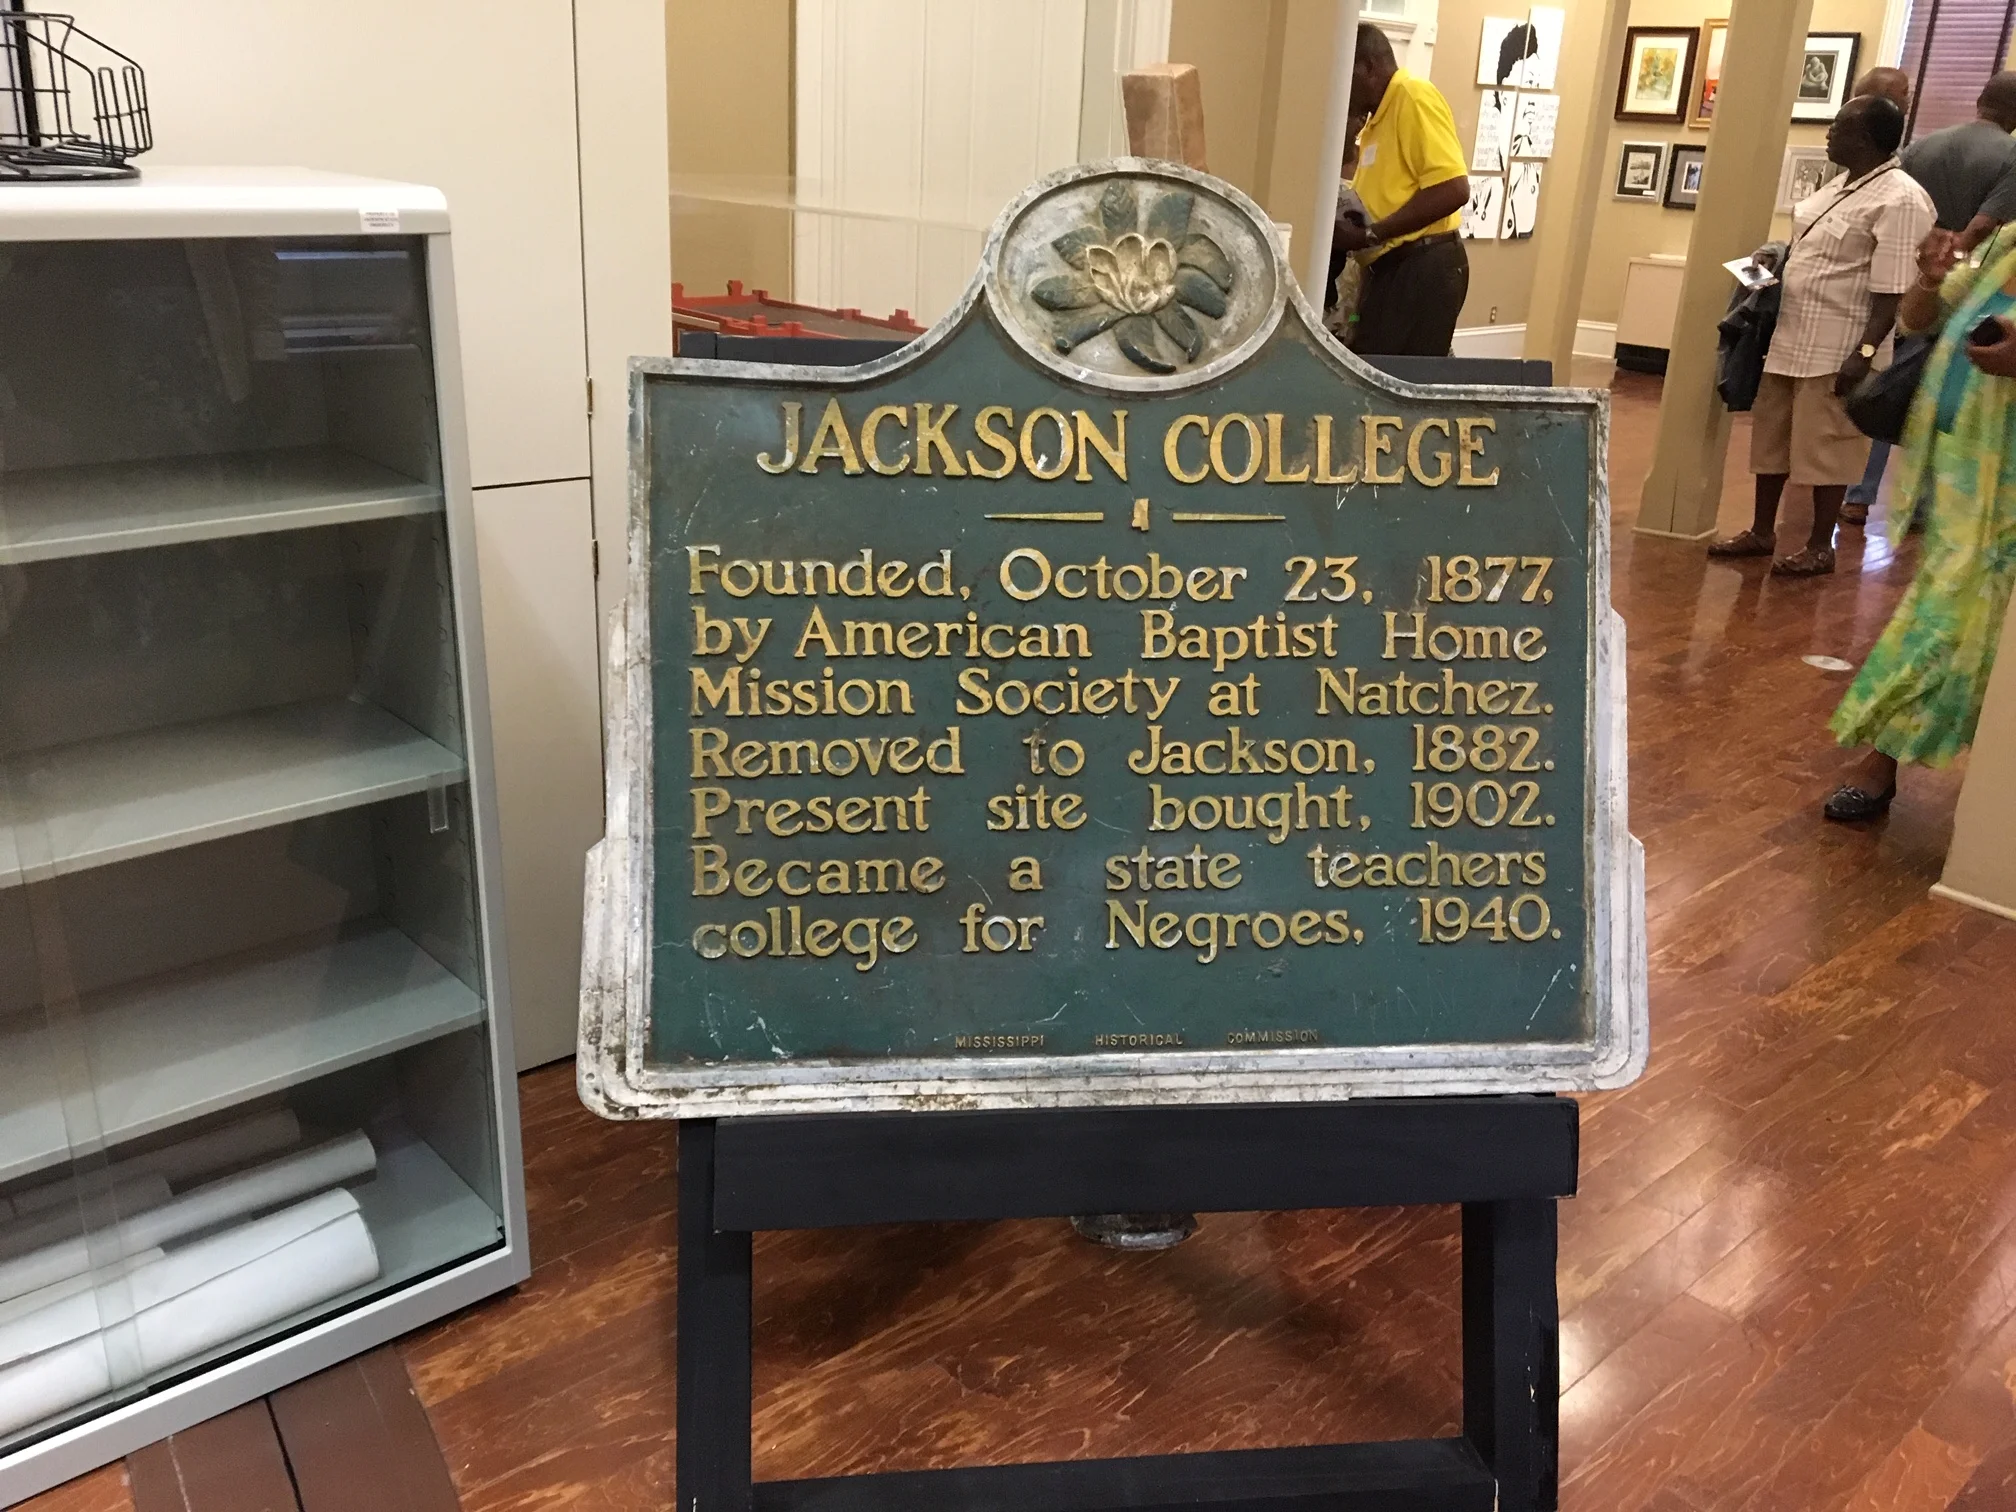 JACKSON COLLEGE
Founded, October 23, 1877,
by American Baptist Home
Mission Society at Natchez.
Removed to Jackson, 1882.
Present site bought, 1902.
Became a state teachers
college for Negroes, 1940.
MISSISSIPPI HISTORICAL COMMISSION